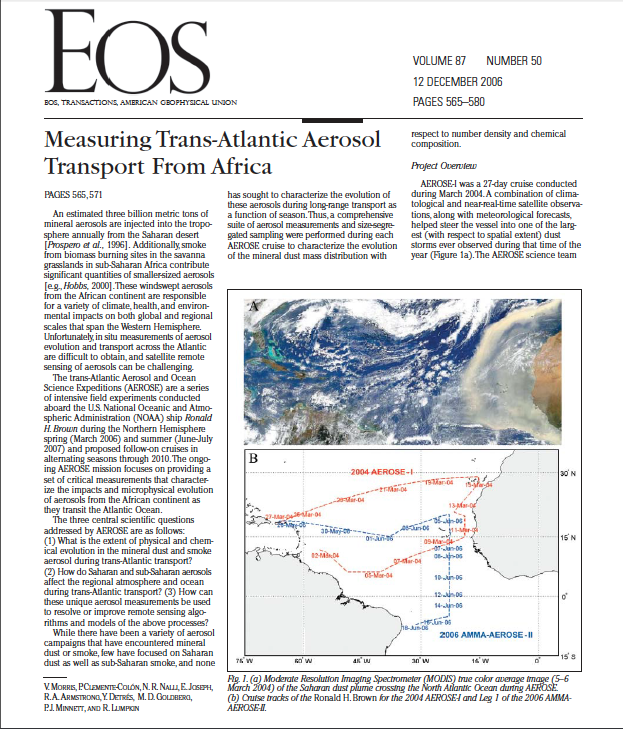 EOS
EOS, TRANSACTIONS, AMERICAN GEOPHYSICAL UNION
VOLUME 87 NUMBER 50
12 DECEMBER 2006
PAGES 565–580
Measuring Trans-Atlantic Aerosol
Transport From Africa
PAGES 565,571
An estimated three billion metric tons of
mineral aerosols are injected into the tropo-
sphere annually from the Saharan desert
[Prospero et al., 1996]. Additionally, smoke
from biomass burning sites in the savanna
grasslands in sub-Saharan Africa contribute
significant quantities of smaller-sized aerosols
[e.g., Hobbs, 2000]. These windswept aerosols
from the African continent are responsible
for a variety of climate, health, and environ-
mental impacts on both global and regional
scales that span the Western Hemisphere.
Unfortunately, in situ measurements of aerosol
evolution and transport across the Atlantic
are difficult to obtain, and satellite remote
sensing of aerosols can be challenging.
The trans-Atlantic Aerosol and Ocean
Science Expeditions (AEROSE) are a series
of intensive field experiments conducted
aboard the U.S. National Oceanic and Atmo-
spheric Administration (NOAA) ship Ronald
H. Brown during the Northern Hemisphere
spring (March 2006) and summer (June-July
2007) and proposed follow-on cruises in
alternating seasons through 2010. The ongo-
ing AEROSE mission focuses on providing a
set of critical measurements that character-
ize the impacts and microphysical evolution
of aerosols from the African continent as
they transit the Atlantic Ocean.
The three central scientific questions
addressed by AEROSE are as follows:
(1) What is the extent of physical and chem-
ical evolution in the mineral dust and smoke
aerosol during trans-Atlantic transport?
(2) How do Saharan and sub-Saharan aerosols
affect the regional atmosphere and ocean
during trans-Atlantic transport? (3) How can
these unique aerosol measurements be used
to resolve or improve remote sensing algo-
rithms and models of the above processes?
While there have been a variety of aerosol
campaigns that have encountered mineral
dust or smoke, few have focused on Saharan
dust as well as sub-Saharan smoke, and none
V. MORRIS, P. CLEMENTE-COLÓN, N. R. NALLI, E. JOSEPH,
R. A. ARMSTRONG, Y. DETRÉS, M. D. GOLDBERG,
P. J. MINNETT, AND R. LUMPKIN
has sought to characterize the evolution of
these aerosols during long-range transport as
a function of season. Thus, a comprehensive
suite of aerosol measurements and size-segre-
gated sampling were performed during each
AEROSE cruise to characterize the evolution
of the mineral dust mass distribution with
respect to number density and chemical
composition.
Project Overview
AEROSE-I was a 27-day cruise conducted
during March 2004. A combination of clima-
tological and near-real-time satellite observa-
tions, along with meteorological forecasts,
helped steer the vessel into one of the larg-
est (with respect to spatial extent) dust
storms ever observed during that time of the
year (Figure 1a). The AEROSE science team
A
B
2004 AEROSE-I
30˚N
19-Mar-04
15-Mar-04
21-Mar-04
13-Mar-04
27-Mar-04
30-May-06
01-Jun-06
03-Jun-06
05-Jun-06
11-Mar-04
15˚N
09-Mar-04
07-Jun-06
02-Mar-04
07-Mar-04
05-Mar-04
10-Jun-06
12-Jun-06
0˚
14-Jun-06
18-Jun-06
2006 AMMA-AEROSE-II
15˚S
75˚W 60˚W 45˚W 30˚W 15˚W 0˚
Fig. 1. (a) Moderate Resolution Imaging Spectrometer (MODIS) true color average image (5–6
March 2004) of the Saharan dust plume crossing the North Atlantic Ocean during AEROSE.
(b) Cruise tracks of the Ronald H. Brown for the 2004 AEROSE-I and Leg 1 of the 2006 AMMA-
AEROSE-II.